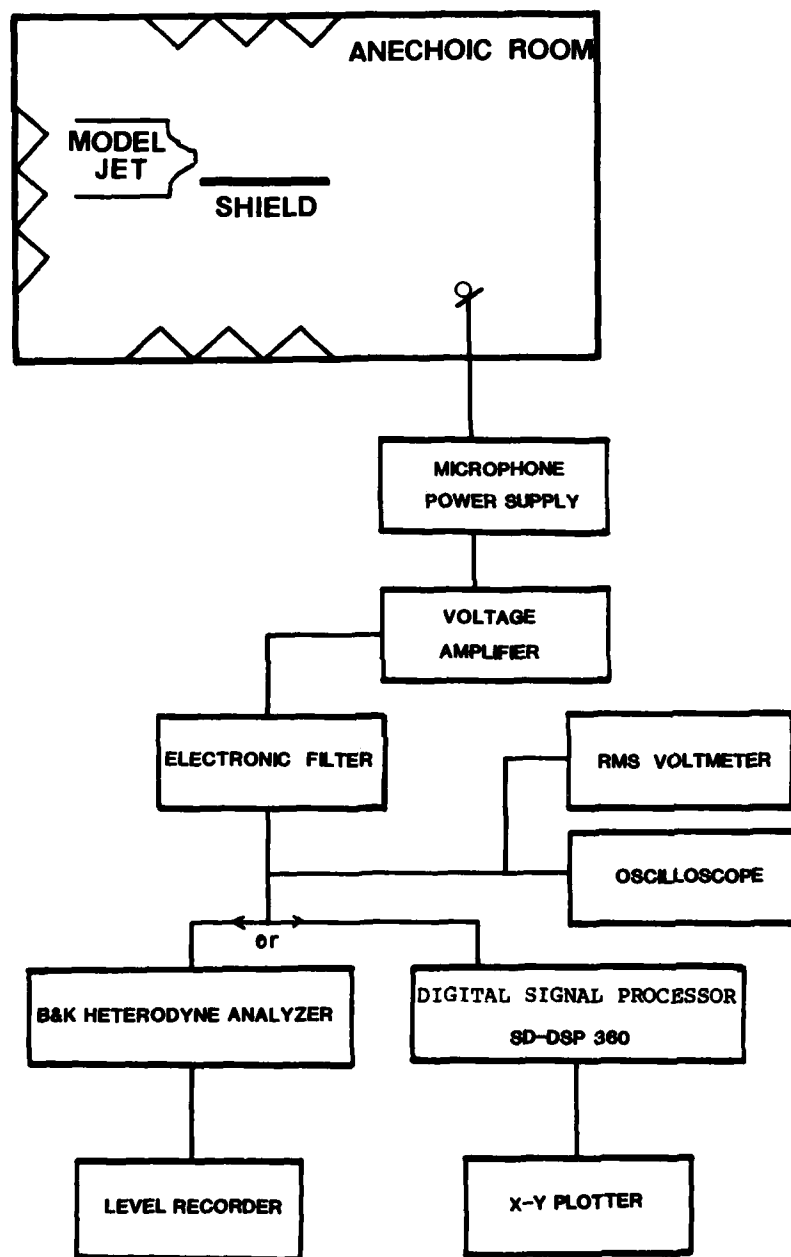 ANECHOIC ROOM
MODEL
JET
SHIELD
MICROPHONE
POWER SUPPLY
VOLTAGE
AMPLIFIER
ELECTRONIC FILTER
RMS VOLTMETER
OSCILLOSCOPE
or
B&K HETERODYNE ANALYZER
DIGITAL SIGNAL PROCESSOR
SD-DSP 360
LEVEL RECORDER
X-Y PLOTTER